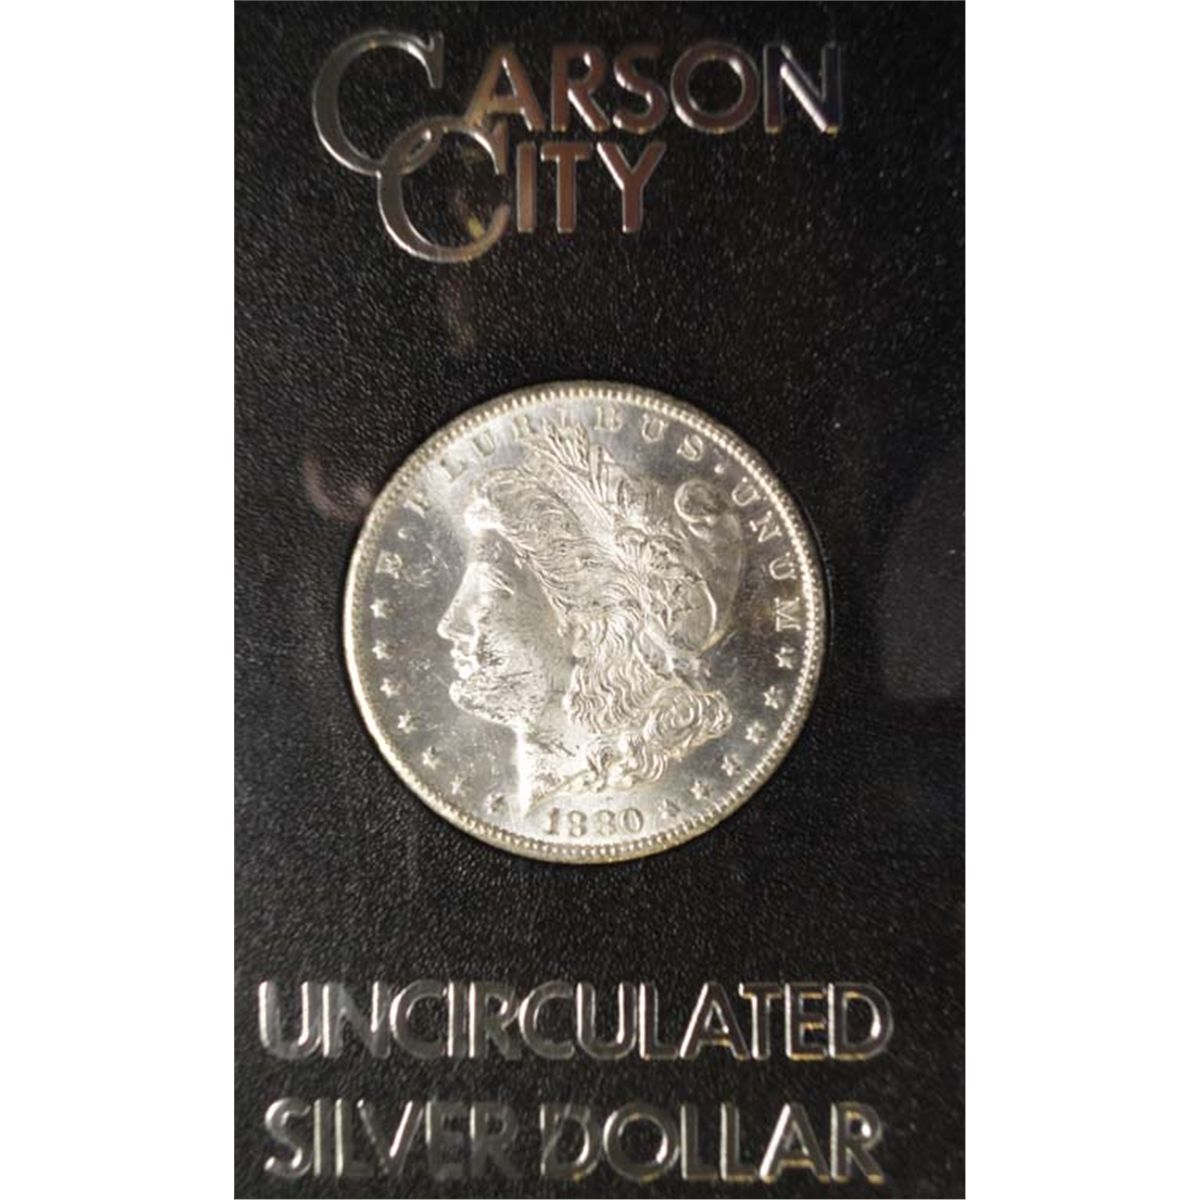 CARSON
CITY
E · PLURIBUS · UNUM
1880
UNCIRCULATED
SILVER DOLLAR